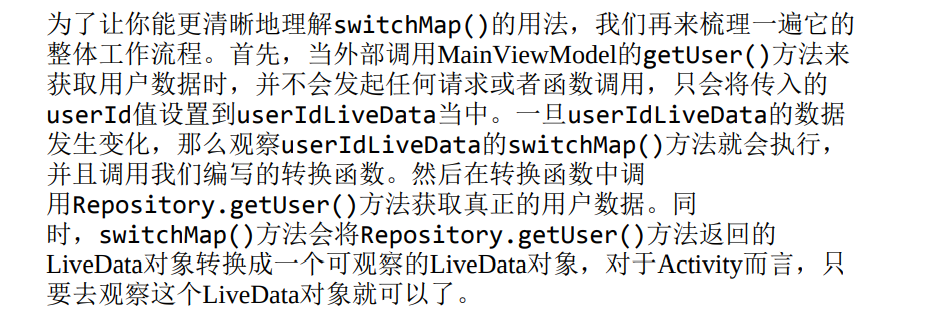 为了让你能更清晰地理解switchMap()的用法，我们再来梳理一遍它的
整体工作流程。首先，当外部调用MainViewModel的getUser()方法来
获取用户数据时，并不会发起任何请求或者函数调用，只会将传入的
userId值设置到userIdLiveData当中。一旦userIdLiveData的数据
发生变化，那么观察userIdLiveData的switchMap()方法就会执行，
并且调用我们编写的转换函数。然后在转换函数中调
用Repository.getUser()方法获取真正的用户数据。同
时，switchMap()方法会将Repository.getUser()方法返回的
LiveData对象转换成一个可观察的LiveData对象，对于Activity而言，只
要去观察这个LiveData对象就可以了。